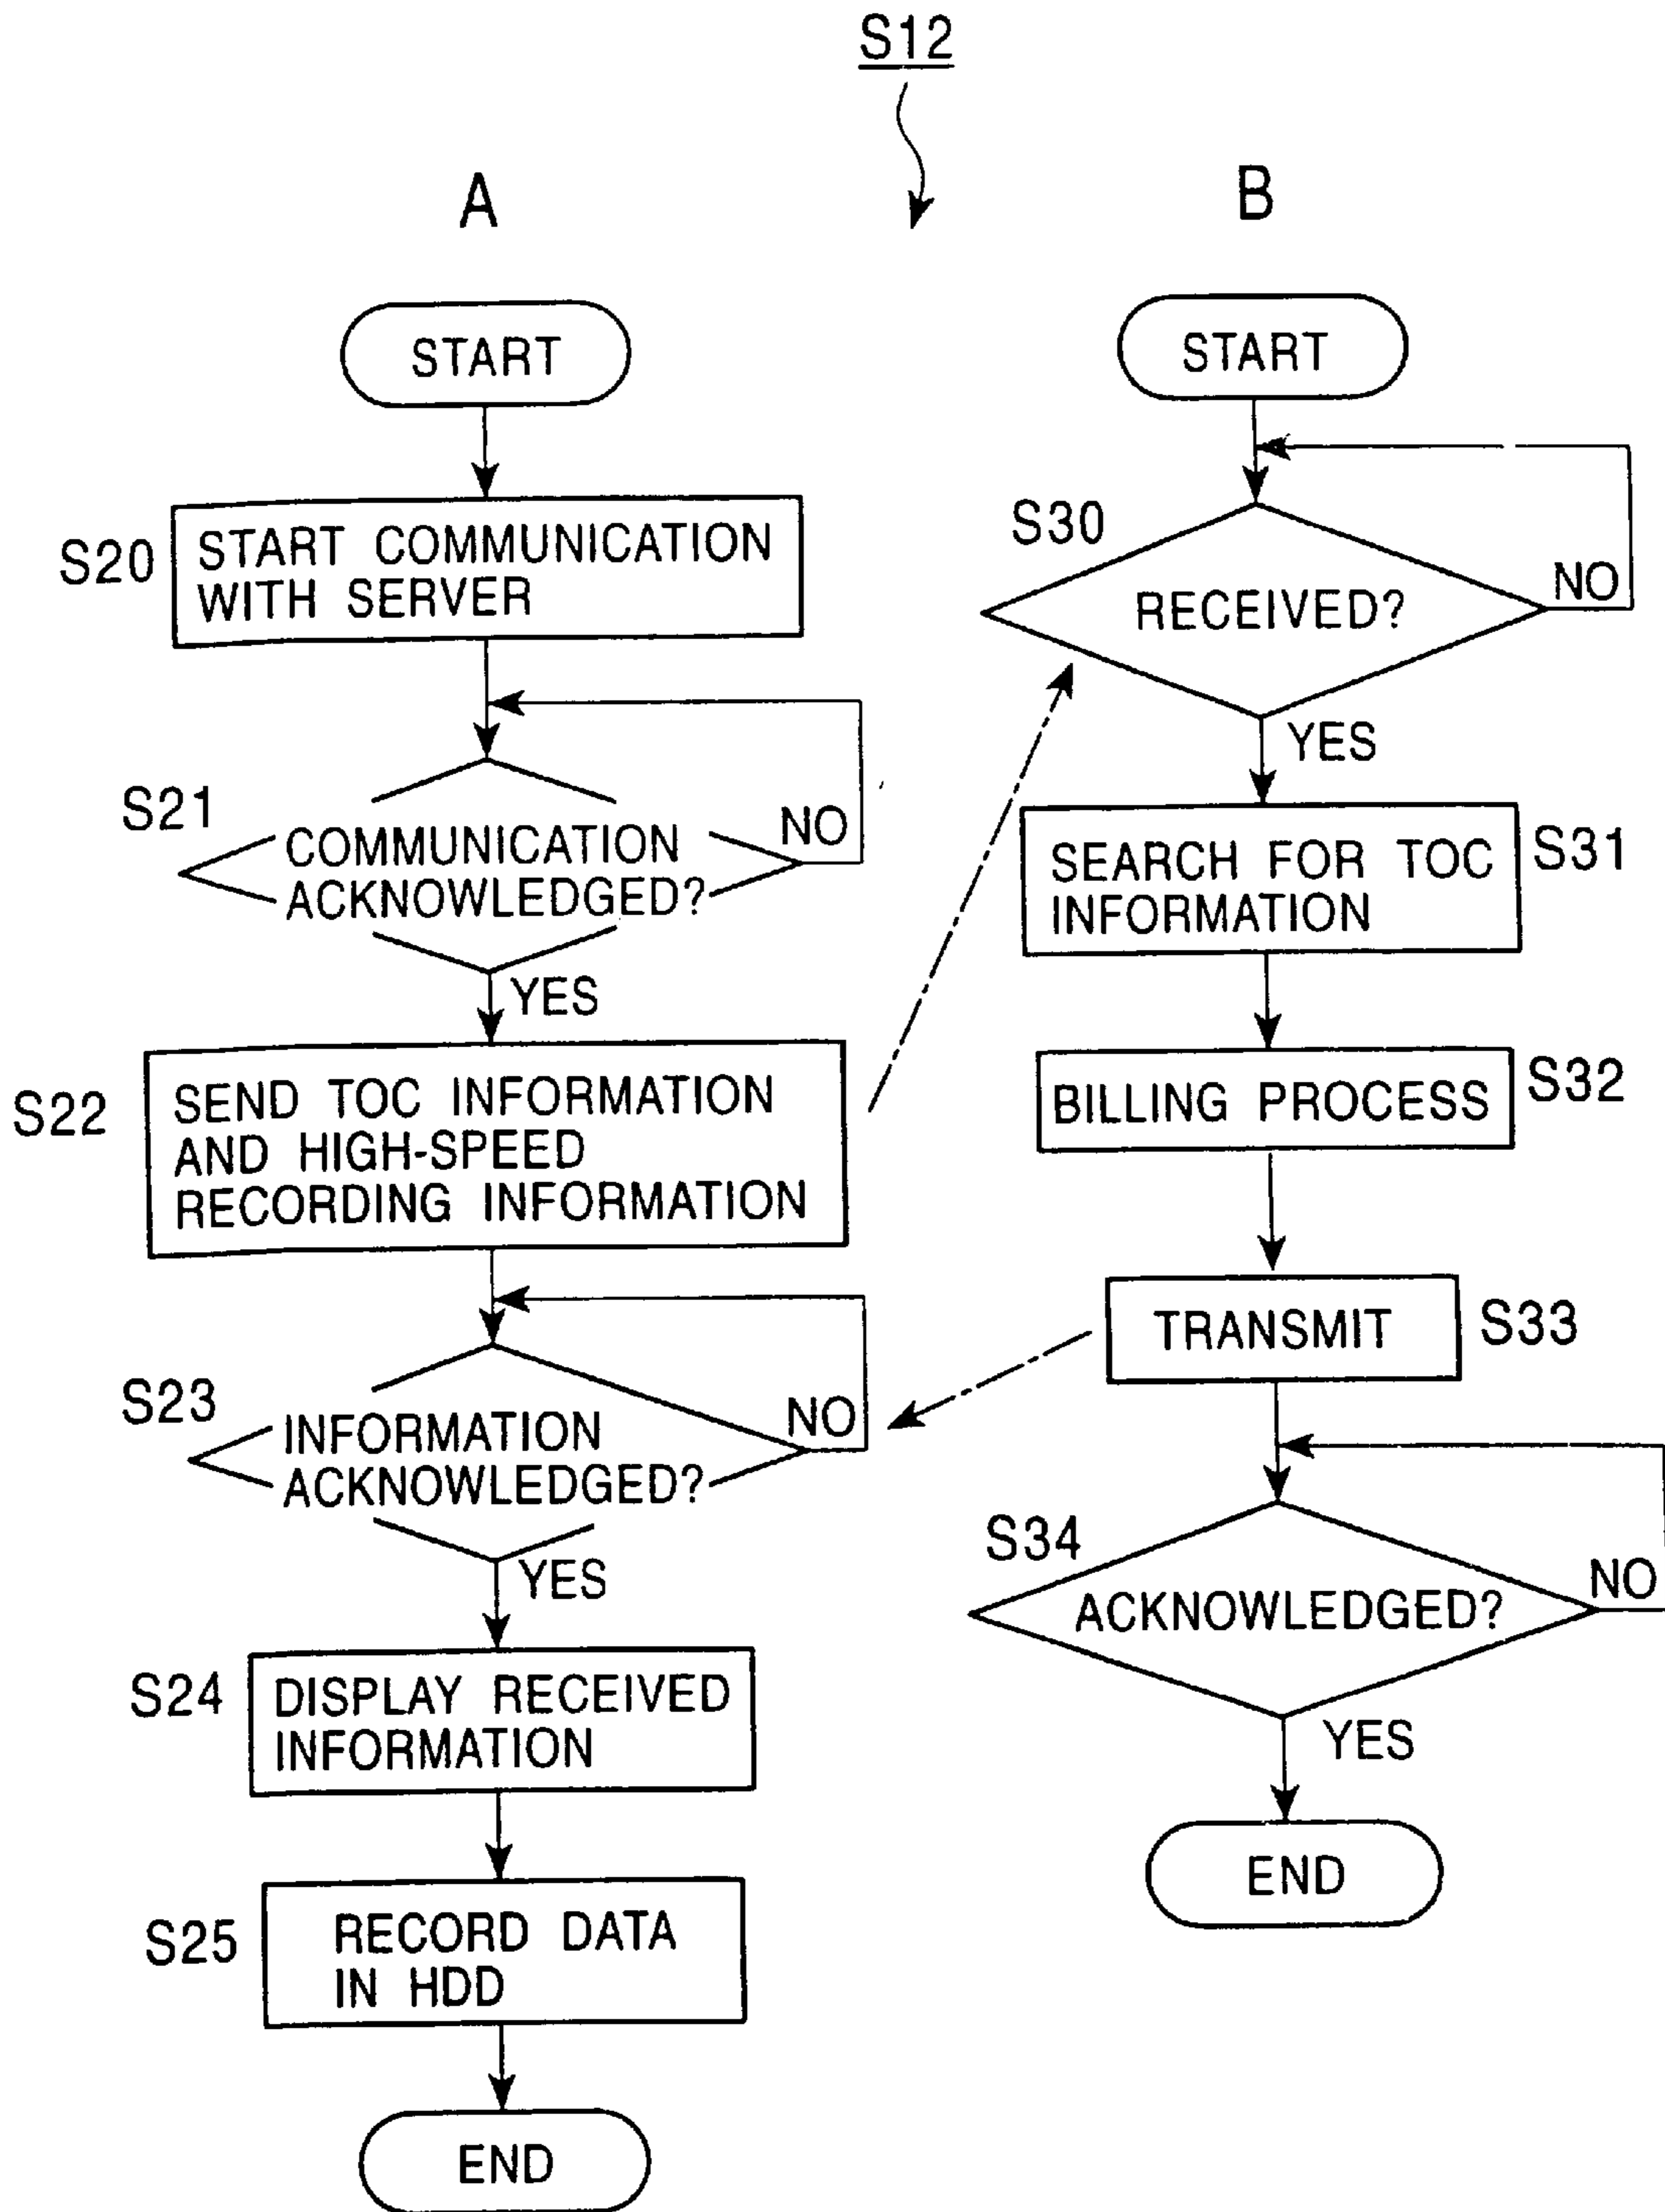 S12
A
START
S20
START COMMUNICATION
WITH SERVER
S21
COMMUNICATION
ACKNOWLEDGED?
NO
YES
S22
SEND TOC INFORMATION
AND HIGH-SPEED
RECORDING INFORMATION
S23
INFORMATION
ACKNOWLEDGED?
NO
YES
S24
DISPLAY RECEIVED
INFORMATION
S25
RECORD DATA
IN HDD
END
B
START
S30
RECEIVED?
NO
YES
SEARCH FOR TOC
INFORMATION
S31
BILLING PROCESS
S32
TRANSMIT
S33
S34
ACKNOWLEDGED?
NO
YES
END